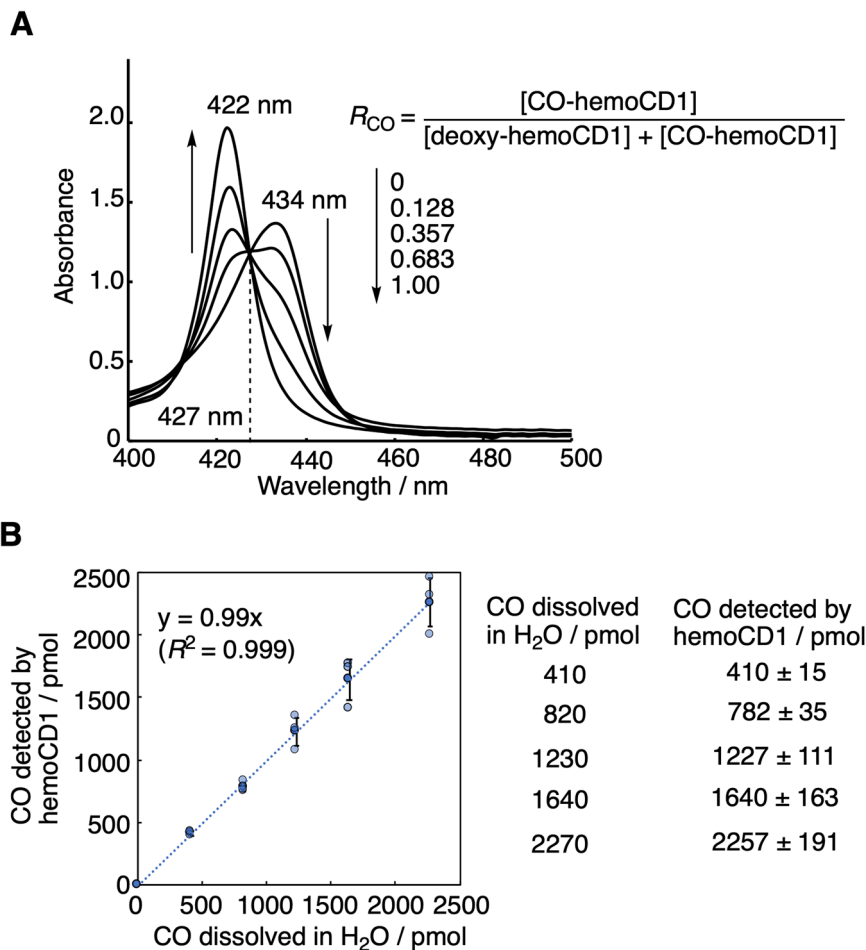 A
422 nm
R_CO = [CO-hemoCD1]
[deoxy-hemoCD1] + [CO-hemoCD1]
434 nm
0
0.128
0.357
0.683
1.00
427 nm
2.0
1.5
1.0
0.5
0
Absorbance
400 420 440 460 480 500
Wavelength / nm
B
y = 0.99x
(R² = 0.999)
2500
2000
1500
1000
500
0
CO detected by
hemoCD1 / pmol
0 500 1000 1500 2000 2500
CO dissolved in H₂O / pmol
CO dissolved
in H₂O / pmol
CO detected by
hemoCD1 / pmol
410 410 ± 15
820 782 ± 35
1230 1227 ± 111
1640 1640 ± 163
2270 2257 ± 191